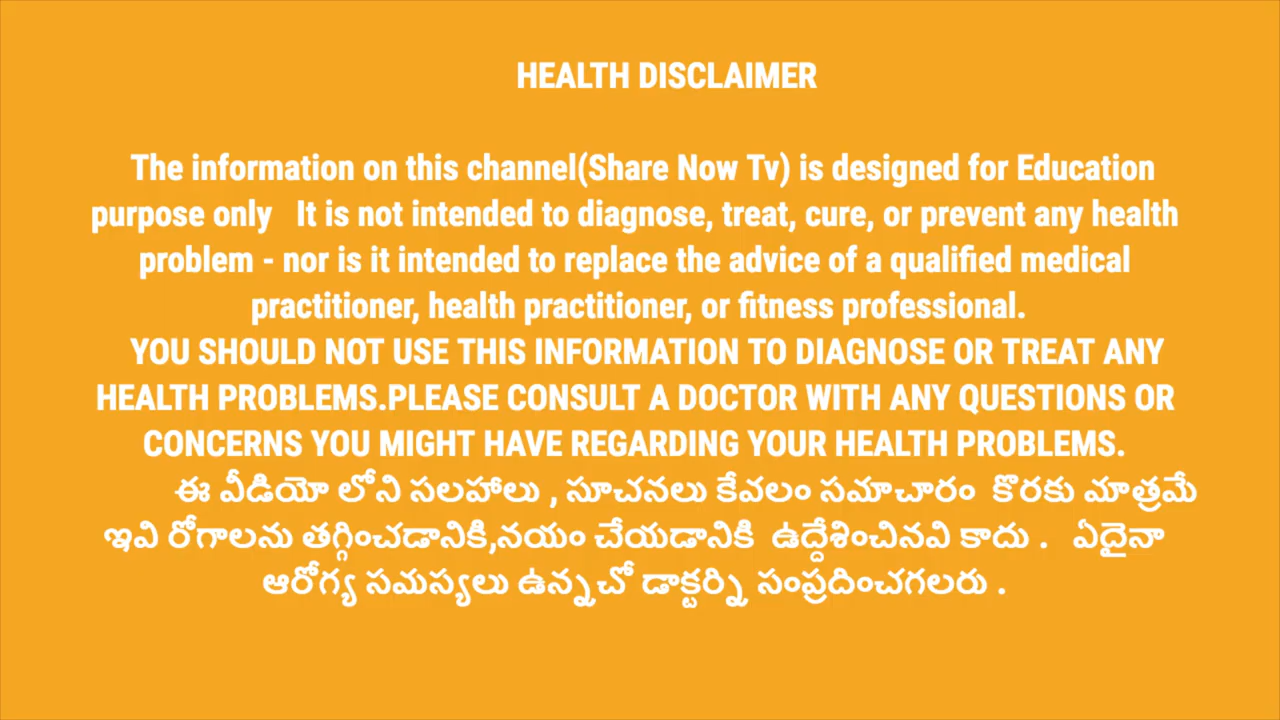 HEALTH DISCLAIMER
The information on this channel(Share Now Tv) is designed for Education
purpose only It is not intended to diagnose, treat, cure, or prevent any health
problem - nor is it intended to replace the advice of a qualified medical
practitioner, health practitioner, or fitness professional.
YOU SHOULD NOT USE THIS INFORMATION TO DIAGNOSE OR TREAT ANY
HEALTH PROBLEMS.PLEASE CONSULT A DOCTOR WITH ANY QUESTIONS OR
CONCERNS YOU MIGHT HAVE REGARDING YOUR HEALTH PROBLEMS.
ఈ వీడియో లోని సలహాలు , సూచనలు కేవలం సమాచారం కొరకు మాత్రమే
ఇవి రోగాలను తగ్గించడానికి,నయం చేయడానికి ఉద్దేశించినవి కాదు . ఏదైనా
ఆరోగ్య సమస్యలు ఉన్నచో డాక్టర్ని సంప్రదించగలరు .